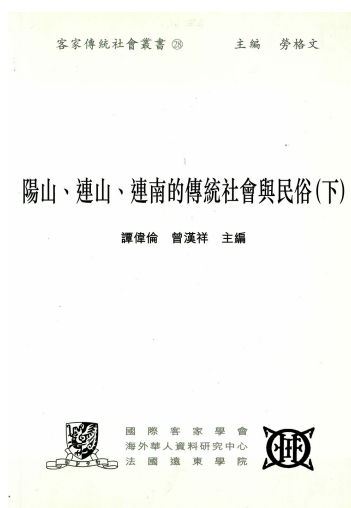 客家傳統社會叢書㉘ 主編 勞格文
陽山、連山、連南的傳統社會與民俗(下)
譚偉倫 曾漢祥 主編
國際客家學會
海外華人資料研究中心
法國遠東學院